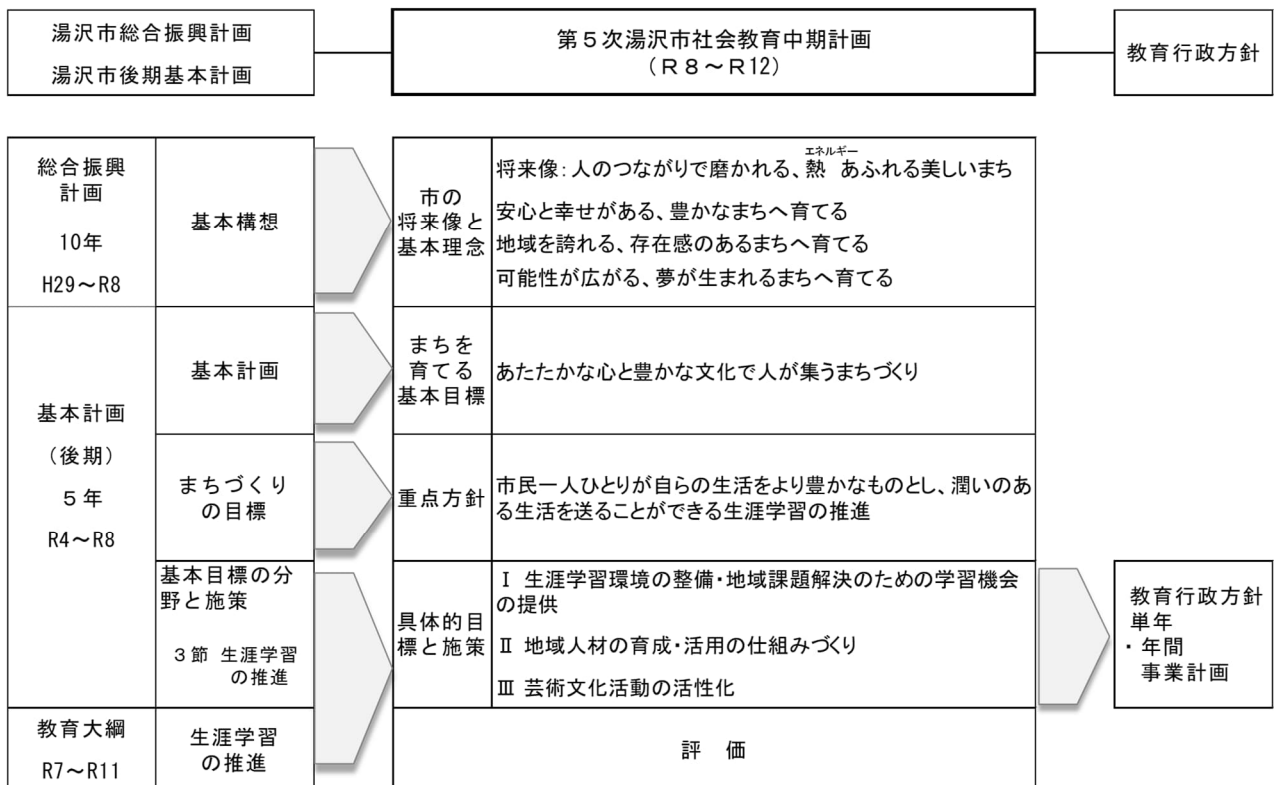 湯沢市総合振興計画
湯沢市後期基本計画
第5次湯沢市社会教育中期計画
(R8～R12)
教育行政方針
総合振興
計画
10年
H29～R8
基本構想
市の
将来像と
基本理念
エネルギー
将来像:人のつながりで磨かれる、熱 あふれる美しいまち
安心と幸せがある、豊かなまちへ育てる
地域を誇れる、存在感のあるまちへ育てる
可能性が広がる、夢が生まれるまちへ育てる
基本計画
(後期)
5年
R4～R8
基本計画
まちを
育てる
基本目標
あたたかな心と豊かな文化で人が集うまちづくり
まちづくり
の目標
重点方針
市民一人ひとりが自らの生活をより豊かなものとし、潤いのあ
る生活を送ることができる生涯学習の推進
基本目標の分
野と施策
3節 生涯学習
の推進
具体的目
標と施策
Ⅰ 生涯学習環境の整備・地域課題解決のための学習機会
の提供
Ⅱ 地域人材の育成・活用の仕組みづくり
Ⅲ 芸術文化活動の活性化
教育行政方針
単年
・年間
事業計画
教育大綱
R7～R11
生涯学習
の推進
評 価